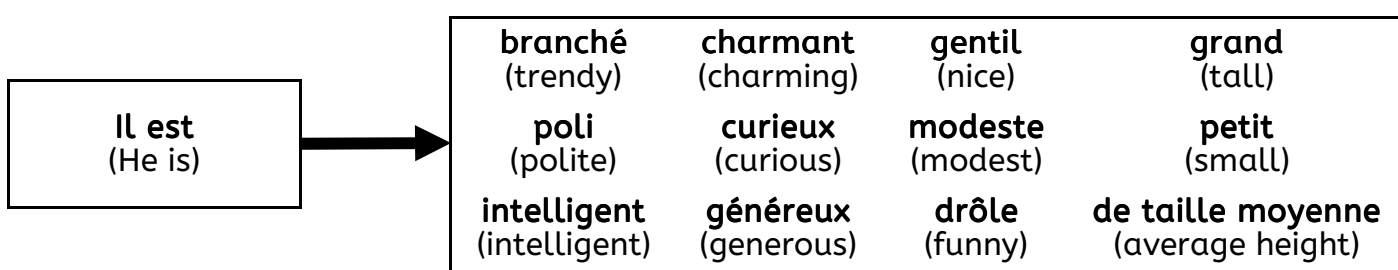 Il est
(He is)
branché charmant gentil grand
(trendy) (charming) (nice) (tall)
poli curieux modeste petit
(polite) (curious) (modest) (small)
intelligent généreux drôle de taille moyenne
(intelligent) (generous) (funny) (average height)